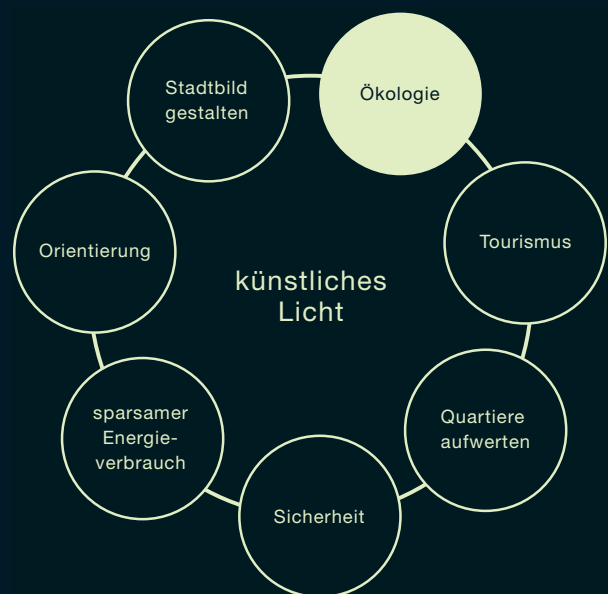 Stadtbild
gestalten
Ökologie
Tourismus
Quartiere
aufwerten
Sicherheit
sparsamer
Energie-
verbrauch
Orientierung
künstliches
Licht